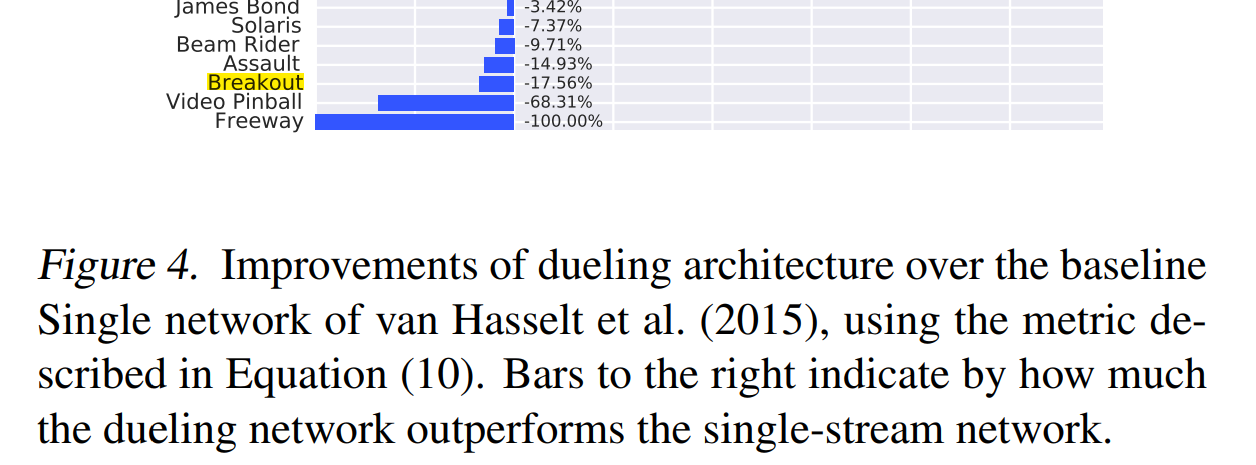 James Bond -3.42%
Solaris -7.37%
Beam Rider -9.71%
Assault -14.93%
Breakout -17.56%
Video Pinball -68.31%
Freeway -100.00%
Figure 4. Improvements of dueling architecture over the baseline
Single network of van Hasselt et al. (2015), using the metric de-
scribed in Equation (10). Bars to the right indicate by how much
the dueling network outperforms the single-stream network.